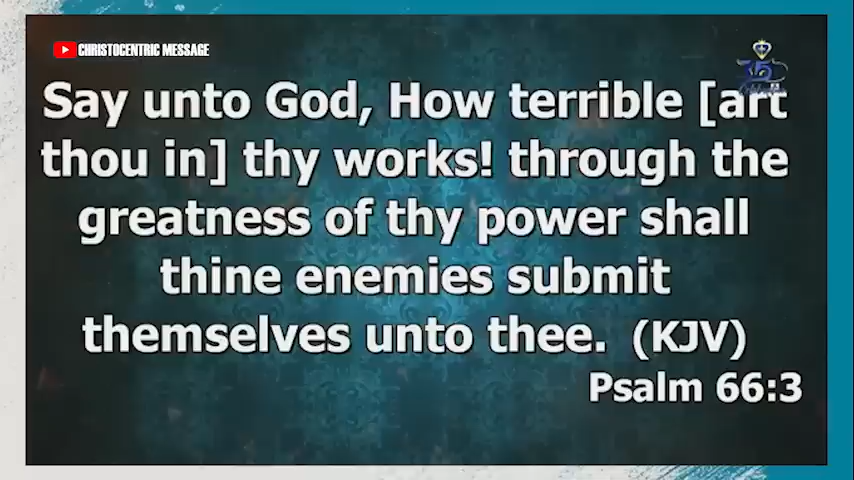 CHRISTOCENTRIC MESSAGE
35
Say unto God, How terrible [art
thou in] thy works! through the
greatness of thy power shall
thine enemies submit
themselves unto thee. (KJV)
Psalm 66:3